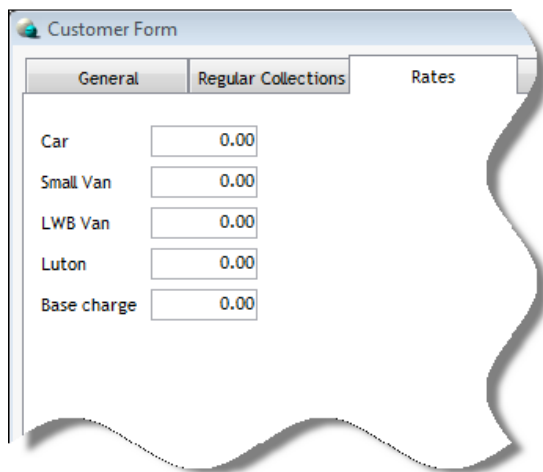 Customer Form
General Regular Collections Rates
Car 0.00
Small Van 0.00
LWB Van 0.00
Luton 0.00
Base charge 0.00